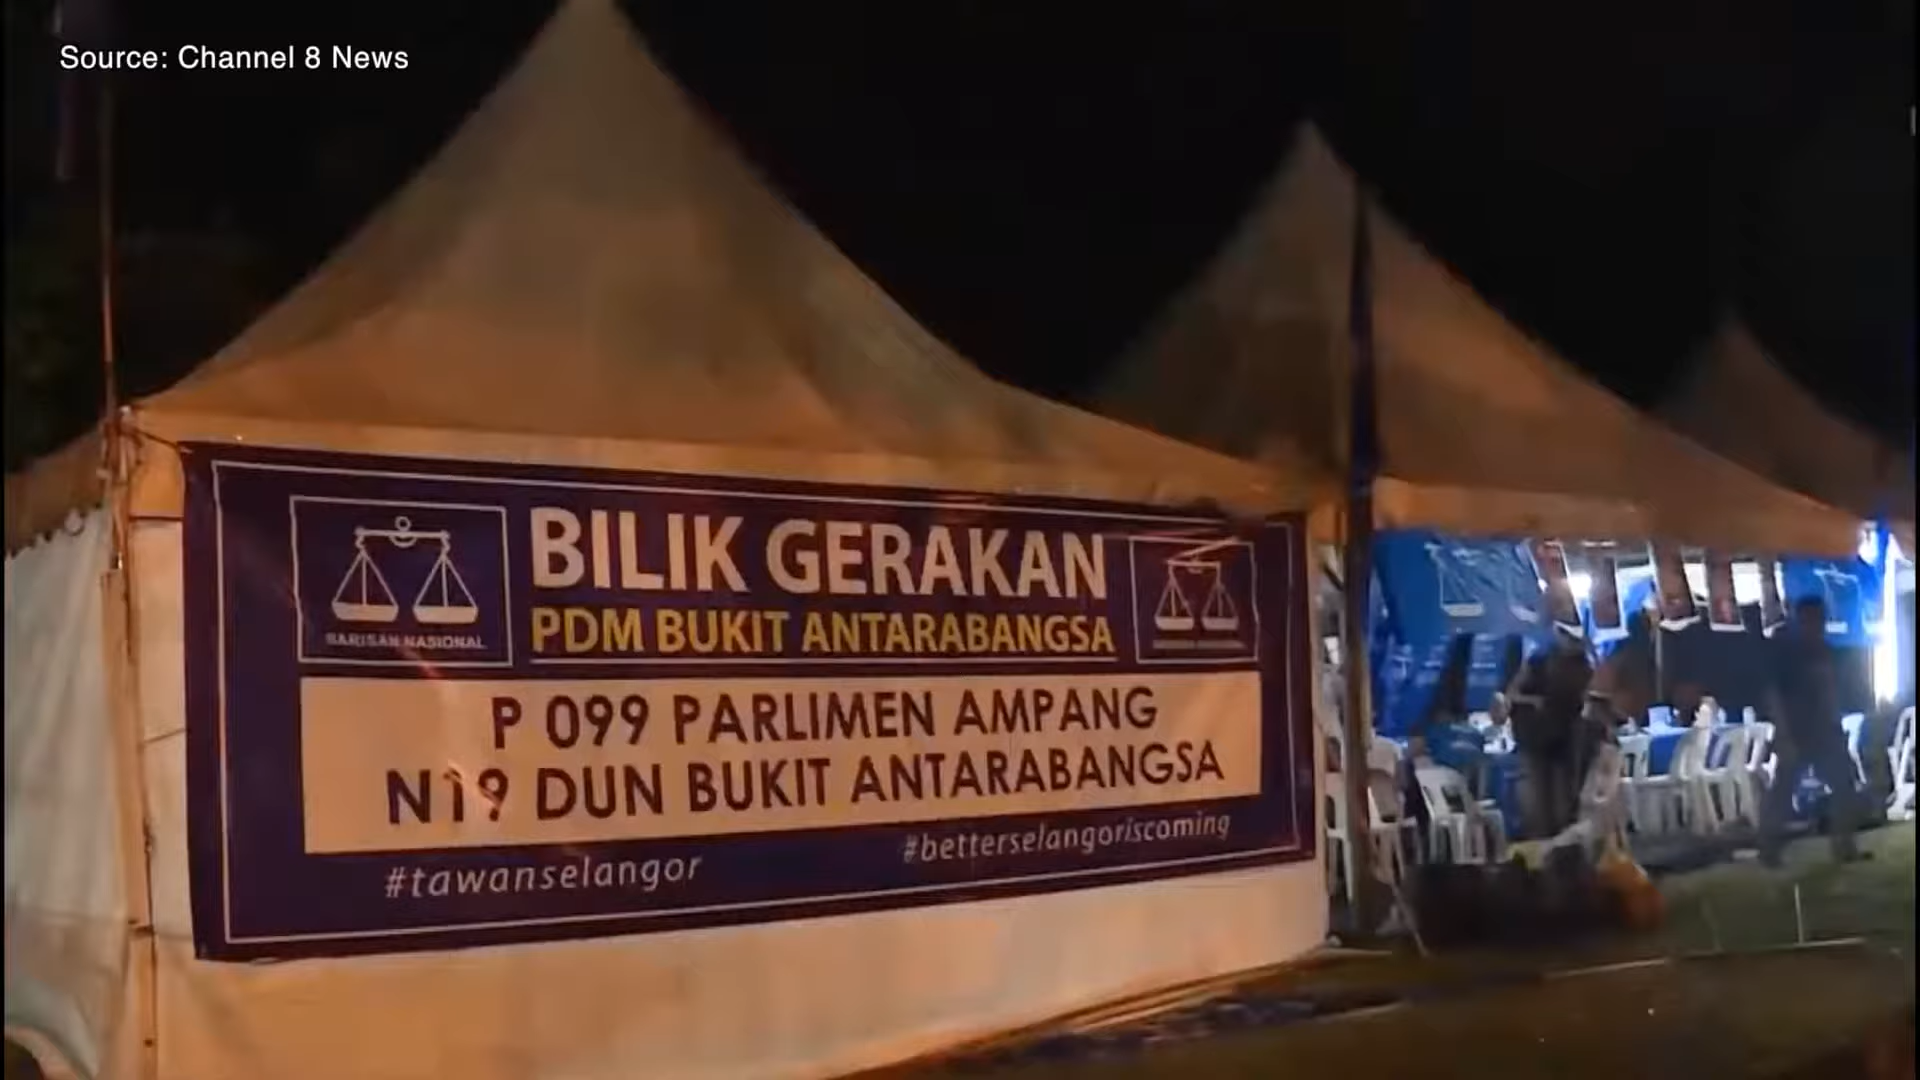 Source: Channel 8 News
BILIK GERAKAN
PDM BUKIT ANTARABANGSA
BARISAN NASIONAL
P 099 PARLIMEN AMPANG
N19 DUN BUKIT ANTARABANGSA
#tawanselangor
#betterselangoriscoming